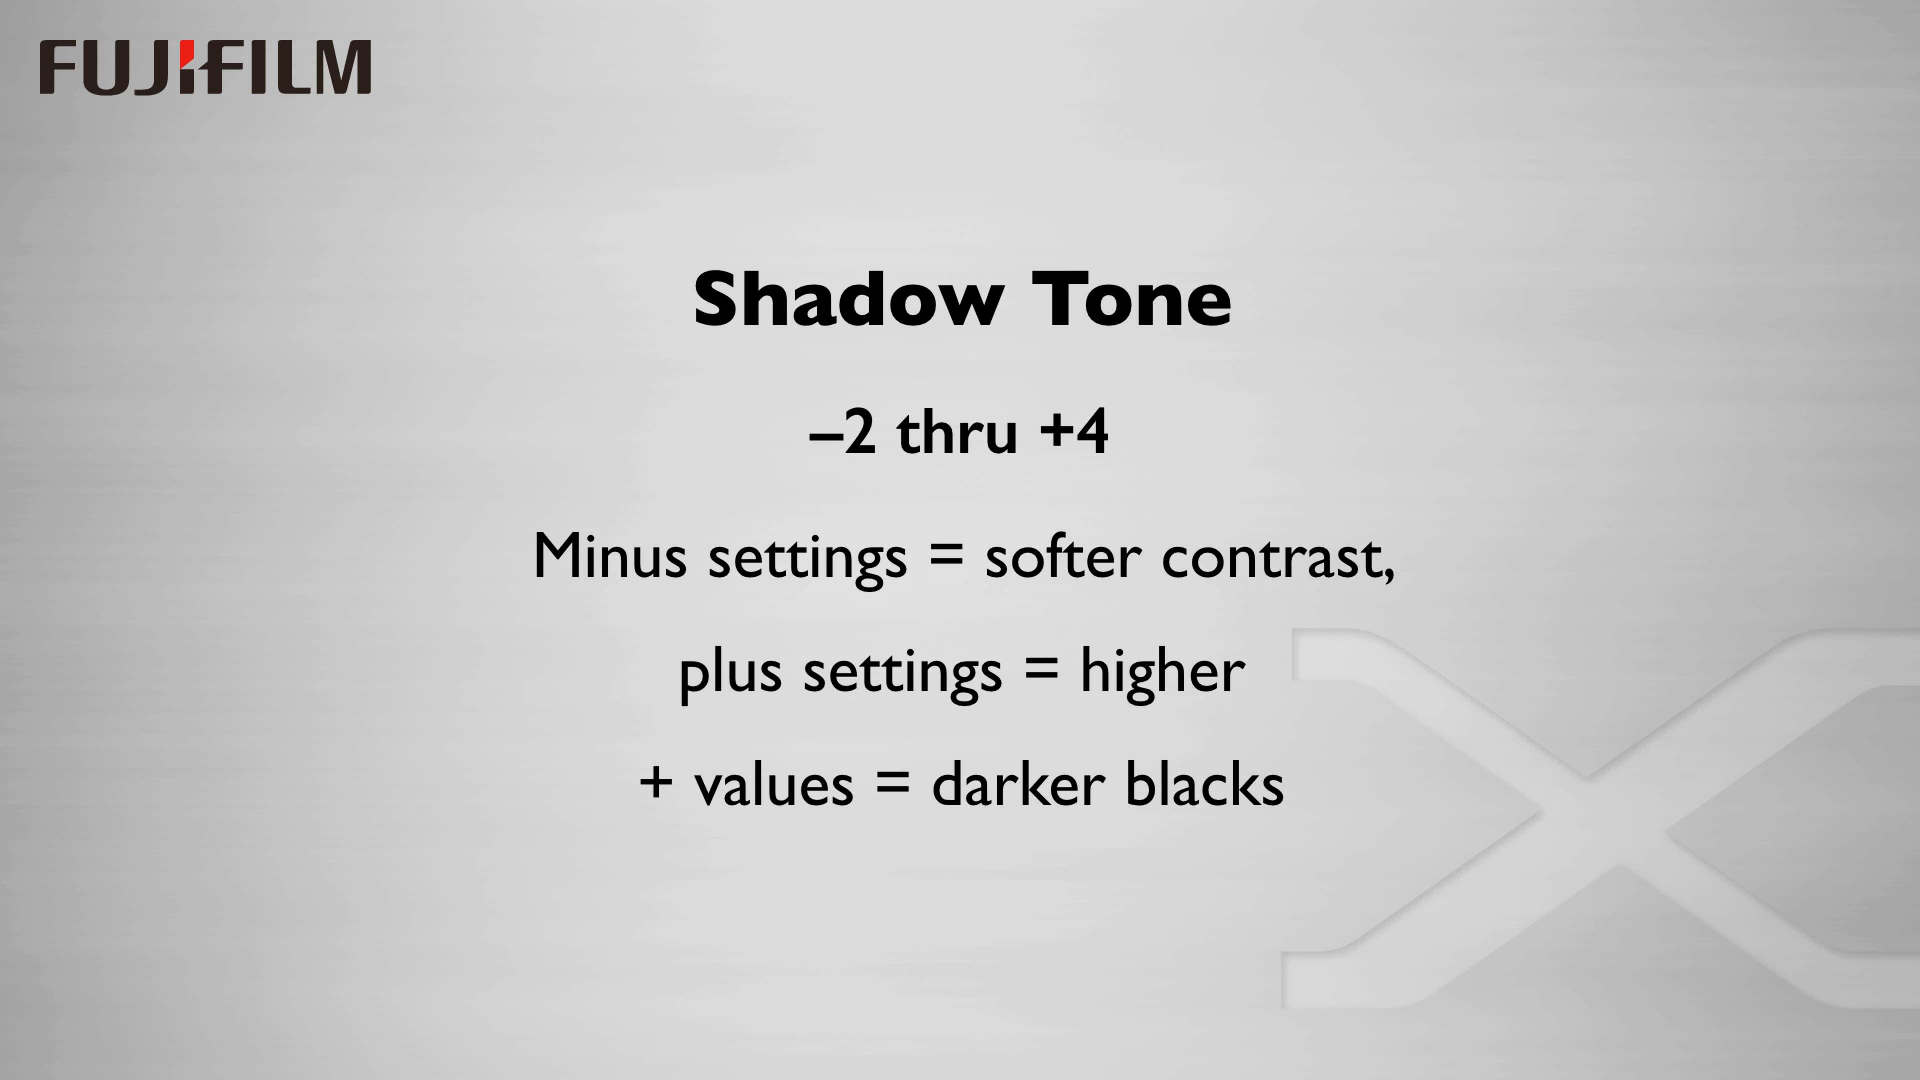 FUJIFILM
Shadow Tone
–2 thru +4
Minus settings = softer contrast,
plus settings = higher
+ values = darker blacks